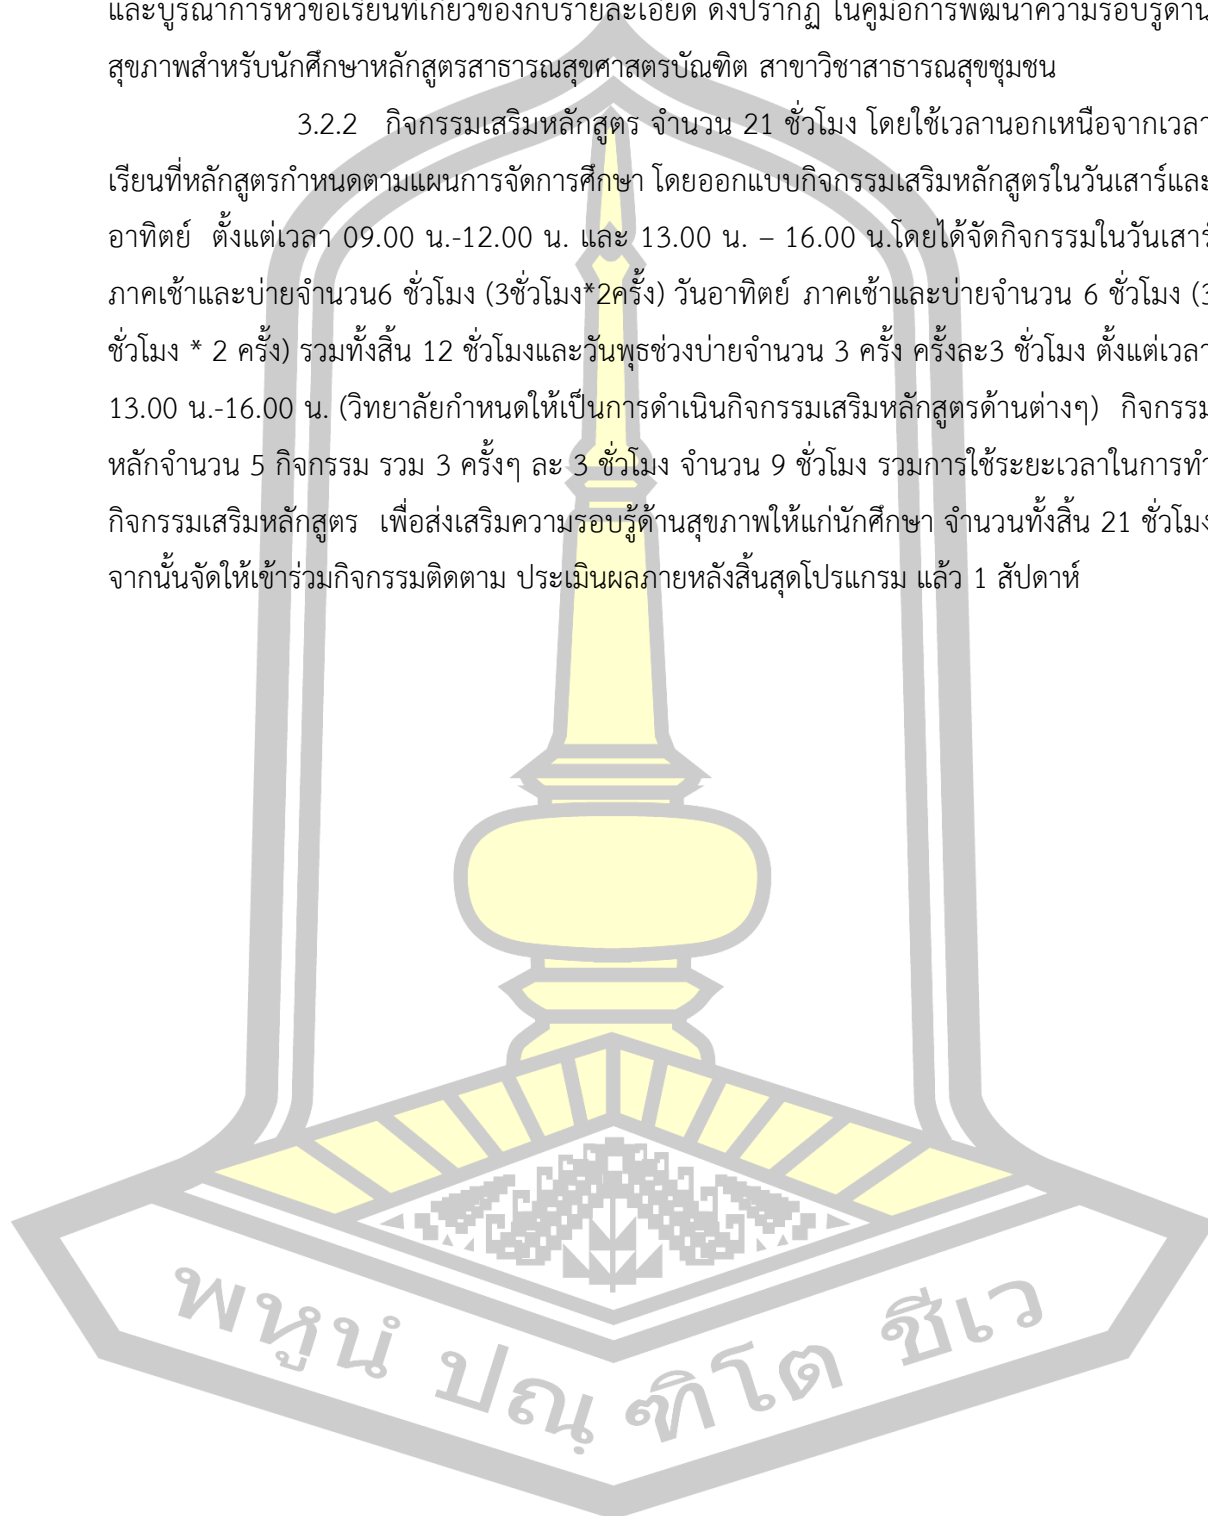 และบูรณาการหัวข้อเรียนที่เกี่ยวข้องกับรายละเอียด ดังปรากฏ ในคู่มือการพัฒนาความรอบรู้ด้าน
สุขภาพสำหรับนักศึกษาหลักสูตรสาธารณสุขศาสตรบัณฑิต สาขาวิชาสาธารณสุขชุมชน
3.2.2 กิจกรรมเสริมหลักสูตร จำนวน 21 ชั่วโมง โดยใช้เวลานอกเหนือจากเวลา
เรียนที่หลักสูตรกำหนดตามแผนการจัดการศึกษา โดยออกแบบกิจกรรมเสริมหลักสูตรในวันเสาร์และ
อาทิตย์ ตั้งแต่เวลา 09.00 น.-12.00 น. และ 13.00 น. – 16.00 น.โดยได้จัดกิจกรรมในวันเสาร์
ภาคเช้าและบ่ายจำนวน6 ชั่วโมง (3ชั่วโมง*2ครั้ง) วันอาทิตย์ ภาคเช้าและบ่ายจำนวน 6 ชั่วโมง (3
ชั่วโมง * 2 ครั้ง) รวมทั้งสิ้น 12 ชั่วโมงและวันพุธช่วงบ่ายจำนวน 3 ครั้ง ครั้งละ3 ชั่วโมง ตั้งแต่เวลา
13.00 น.-16.00 น. (วิทยาลัยกำหนดให้เป็นการดำเนินกิจกรรมเสริมหลักสูตรด้านต่างๆ) กิจกรรม
หลักจำนวน 5 กิจกรรม รวม 3 ครั้งๆ ละ 3 ชั่วโมง จำนวน 9 ชั่วโมง รวมการใช้ระยะเวลาในการทำ
กิจกรรมเสริมหลักสูตร เพื่อส่งเสริมความรอบรู้ด้านสุขภาพให้แก่นักศึกษา จำนวนทั้งสิ้น 21 ชั่วโมง
จากนั้นจัดให้เข้าร่วมกิจกรรมติดตาม ประเมินผลภายหลังสิ้นสุดโปรแกรม แล้ว 1 สัปดาห์
พหูนํ ปณฺฑิโต ชีเว